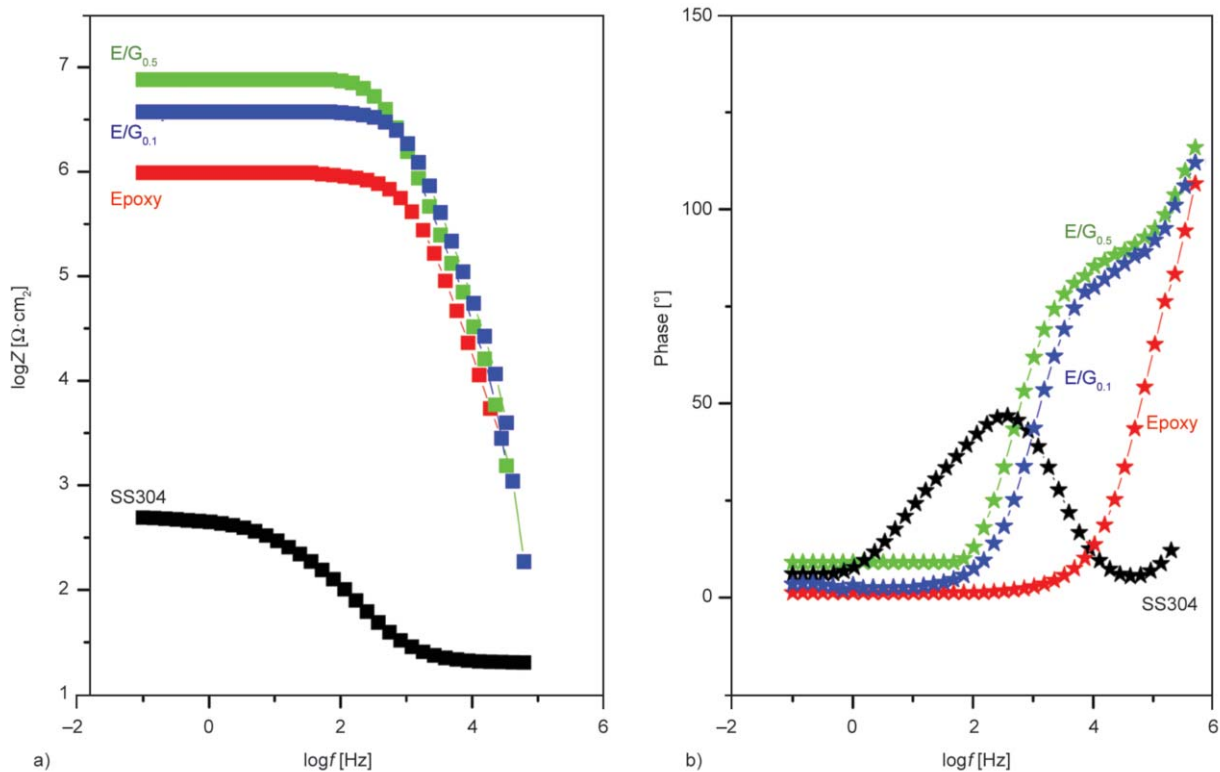 7
6
5
4
3
2
1
logZ [Ω·cm₂]
E/G₀.₅
E/G₀.₁
Epoxy
SS304
–2
0
2
4
6
logf [Hz]
a)
150
100
50
0
Phase [°]
E/G₀.₅
E/G₀.₁
Epoxy
SS304
–2
0
2
4
6
logf [Hz]
b)